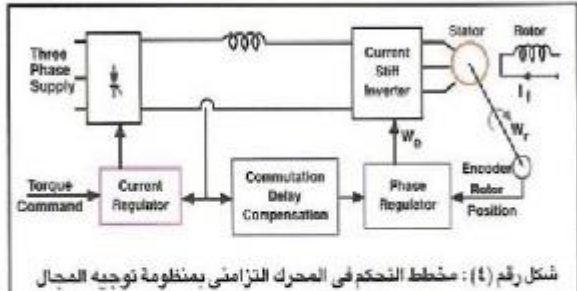 Three
Phase
Supply
Current
Stiff
Inverter
Stator
Rotor
If
Wr
Wo
Encoder
Rotor
Position
Torque
Command
Current
Regulator
Commutation
Delay
Compensation
Phase
Regulator
شكل رقم (٤) : مخطط التحكم فى المحرك التزامنى بمنظومة توجيه المجال